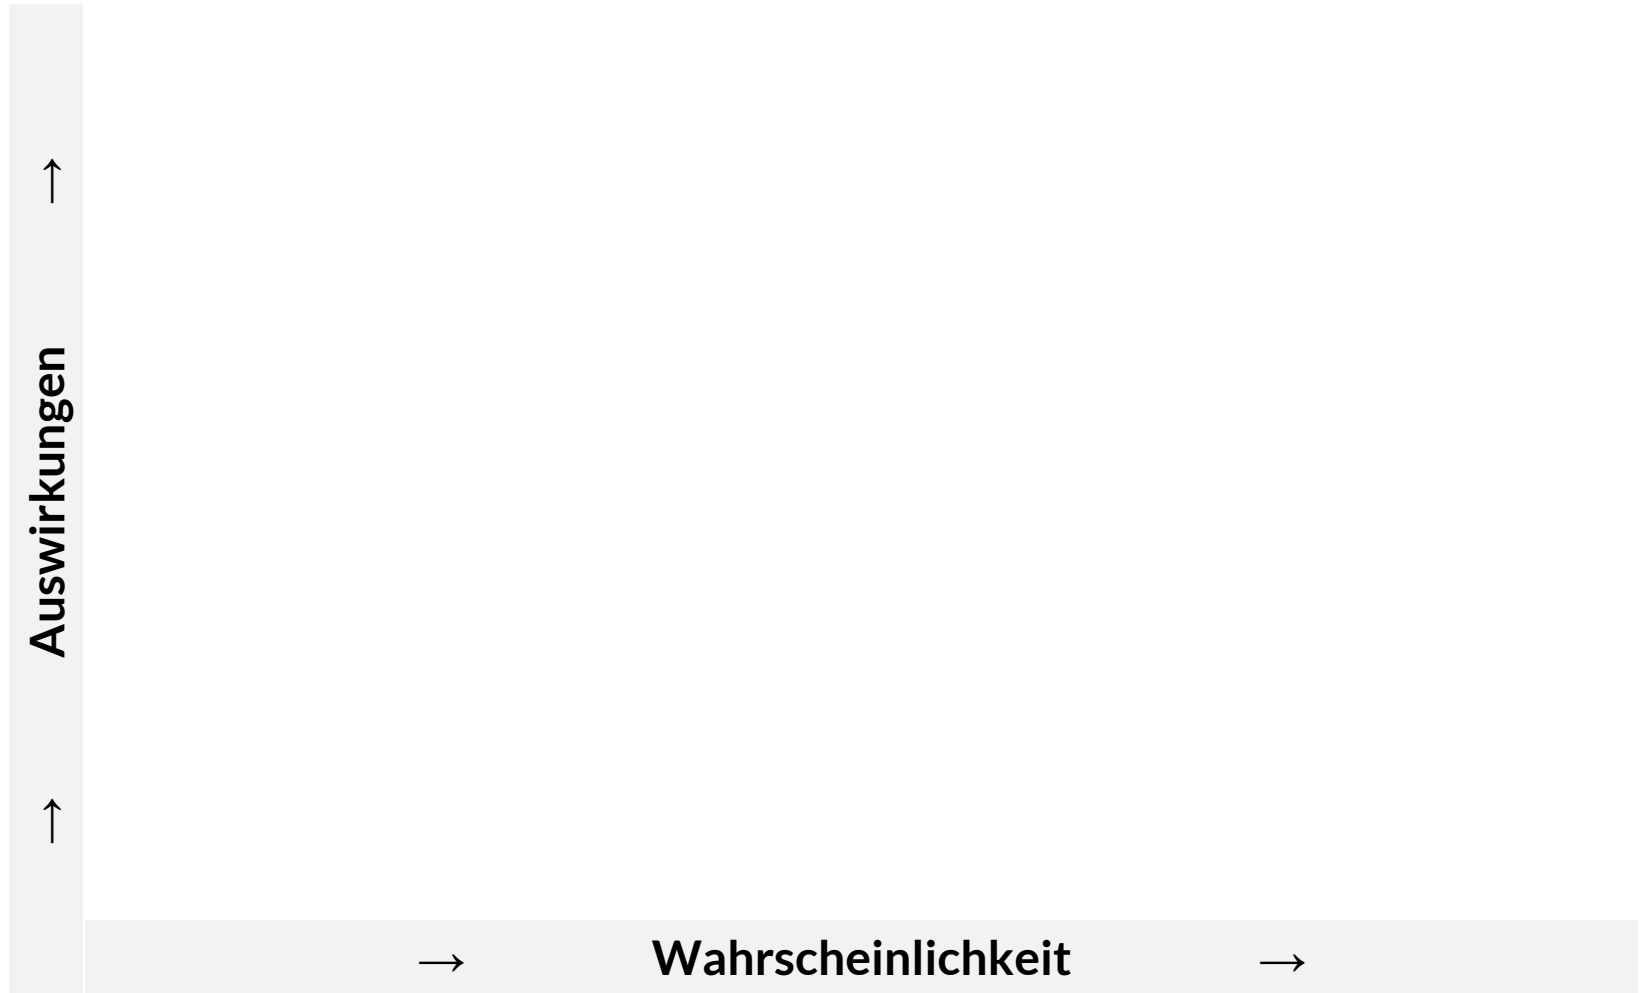 → Auswirkungen →
→ Wahrscheinlichkeit →